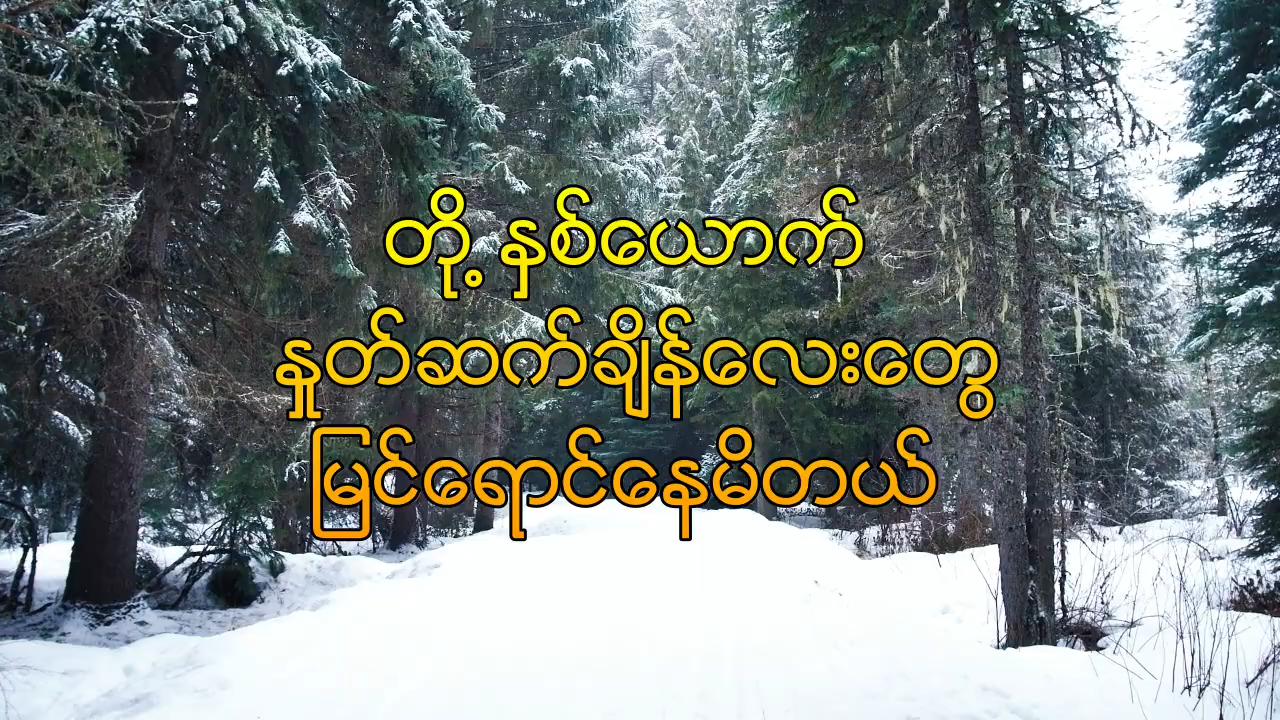 တို့ နှစ်ယောက်
နှုတ်ဆက်ချိန်လေးတွေ
မြင်ရောင်နေမိတယ်